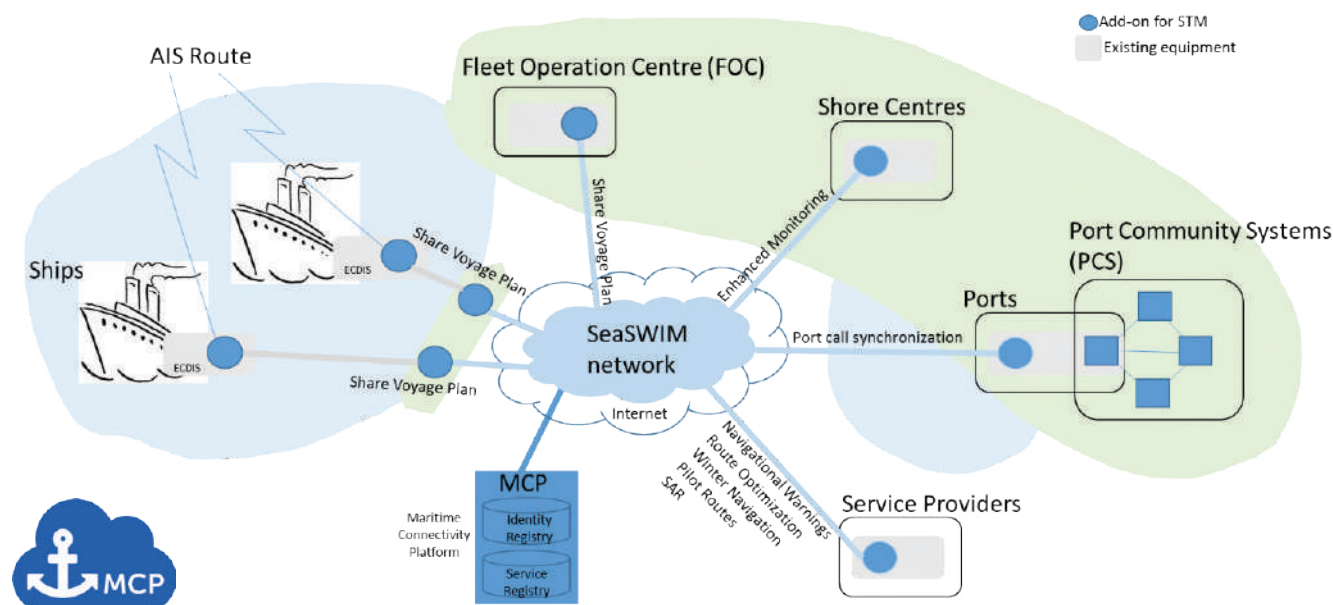 Add-on for STM
Existing equipment
AIS Route
Fleet Operation Centre (FOC)
Shore Centres
Share Voyage Plan
Enhanced Monitoring
Port Community Systems
(PCS)
Ships
ECDIS
Share Voyage Plan
Ports
SeaSWIM
network
Port call synchronization
ECDIS
Share Voyage Plan
Internet
Navigational Warnings
Route Optimization
Winter Navigation
Pilot Routes
SAR
MCP
Maritime
Connectivity
Platform
Identity
Registry
Service
Registry
Service Providers
MCP